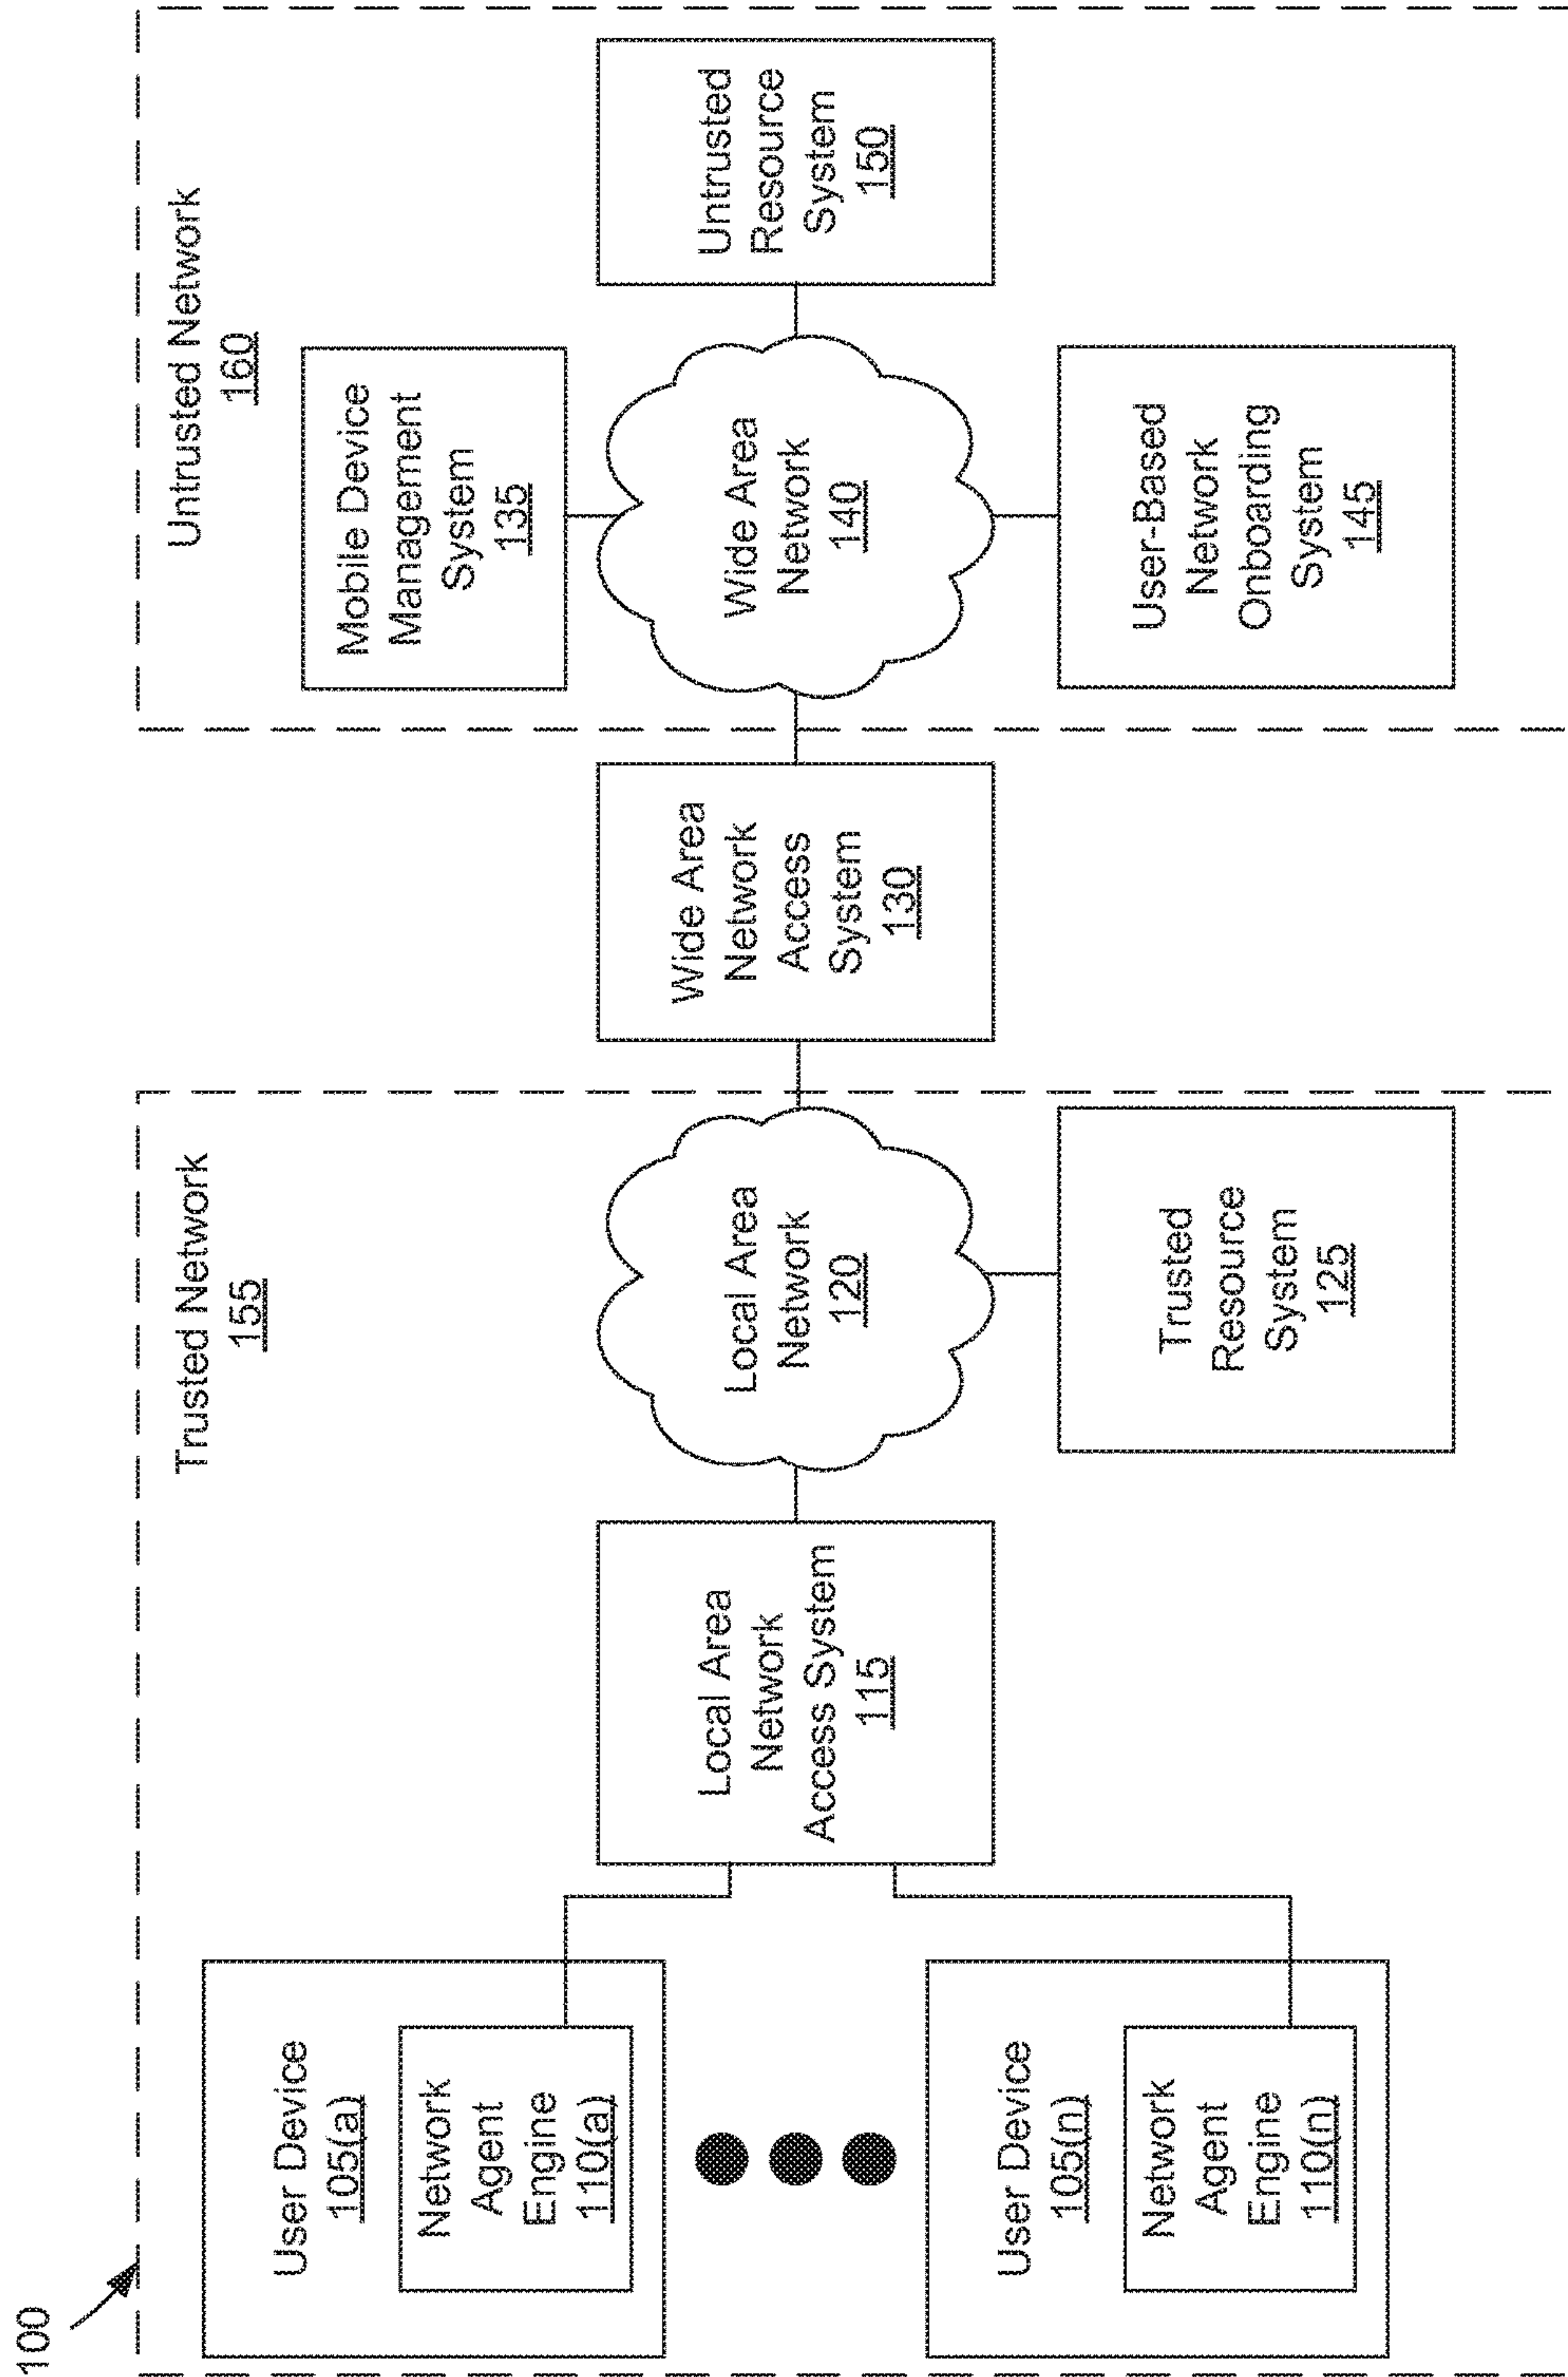 100
Trusted Network
155
User Device
105(a)
Network
Agent
Engine
110(a)
User Device
105(n)
Network
Agent
Engine
110(n)
Local Area
Network
Access System
115
Local Area
Network
120
Trusted
Resource
System
125
Wide Area
Network
Access
System
130
Untrusted Network
160
Mobile Device
Management
System
135
Wide Area
Network
140
User-Based
Network
Onboarding
System
145
Untrusted
Resource
System
150